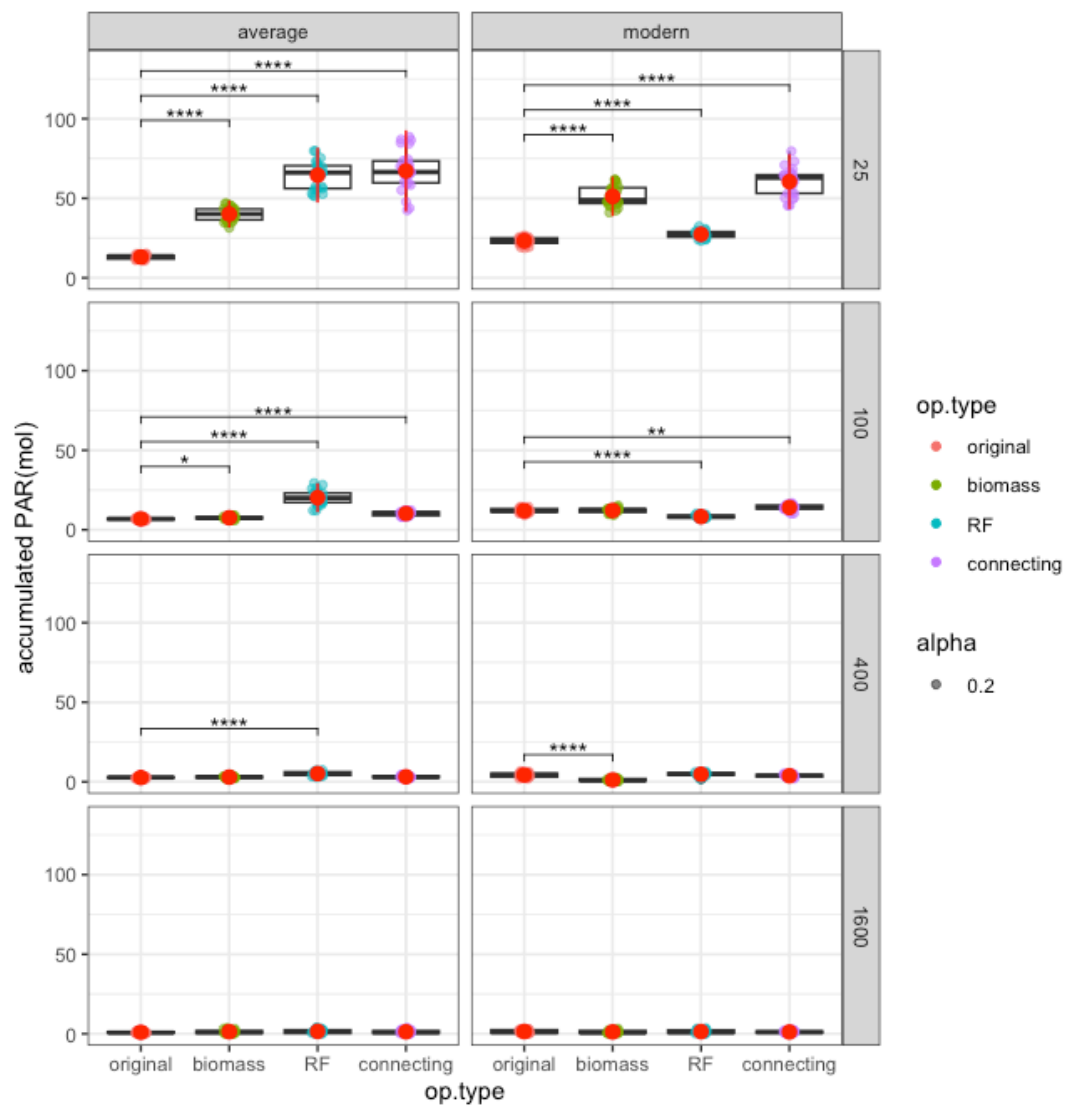 average
modern
****
****
****
****
****
****
100
50
0
25
****
****
*
**
****
100
50
0
100
****
****
100
50
0
400
100
50
0
1600
original biomass RF connecting
original biomass RF connecting
op.type
accumulated PAR(mol)
op.type
original
biomass
RF
connecting
alpha
0.2